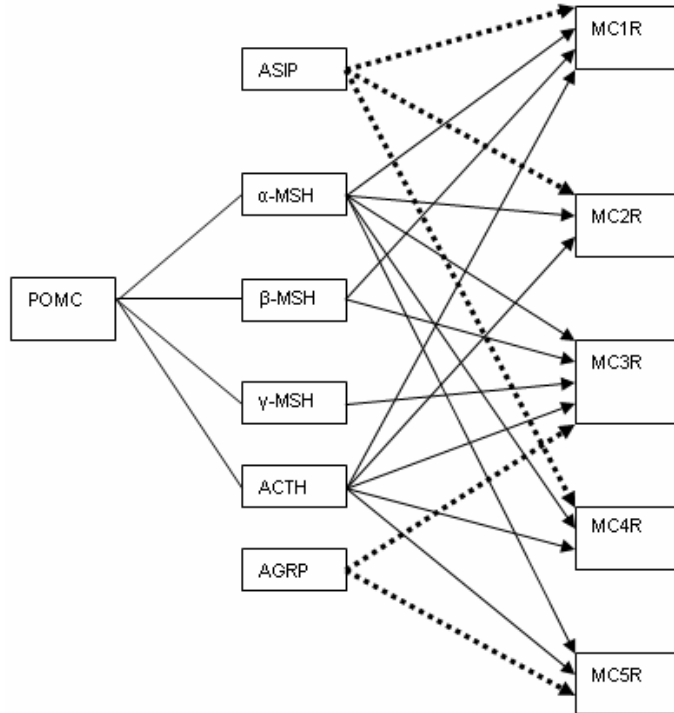 POMC
ASIP
α-MSH
β-MSH
γ-MSH
ACTH
AGRP
MC1R
MC2R
MC3R
MC4R
MC5R